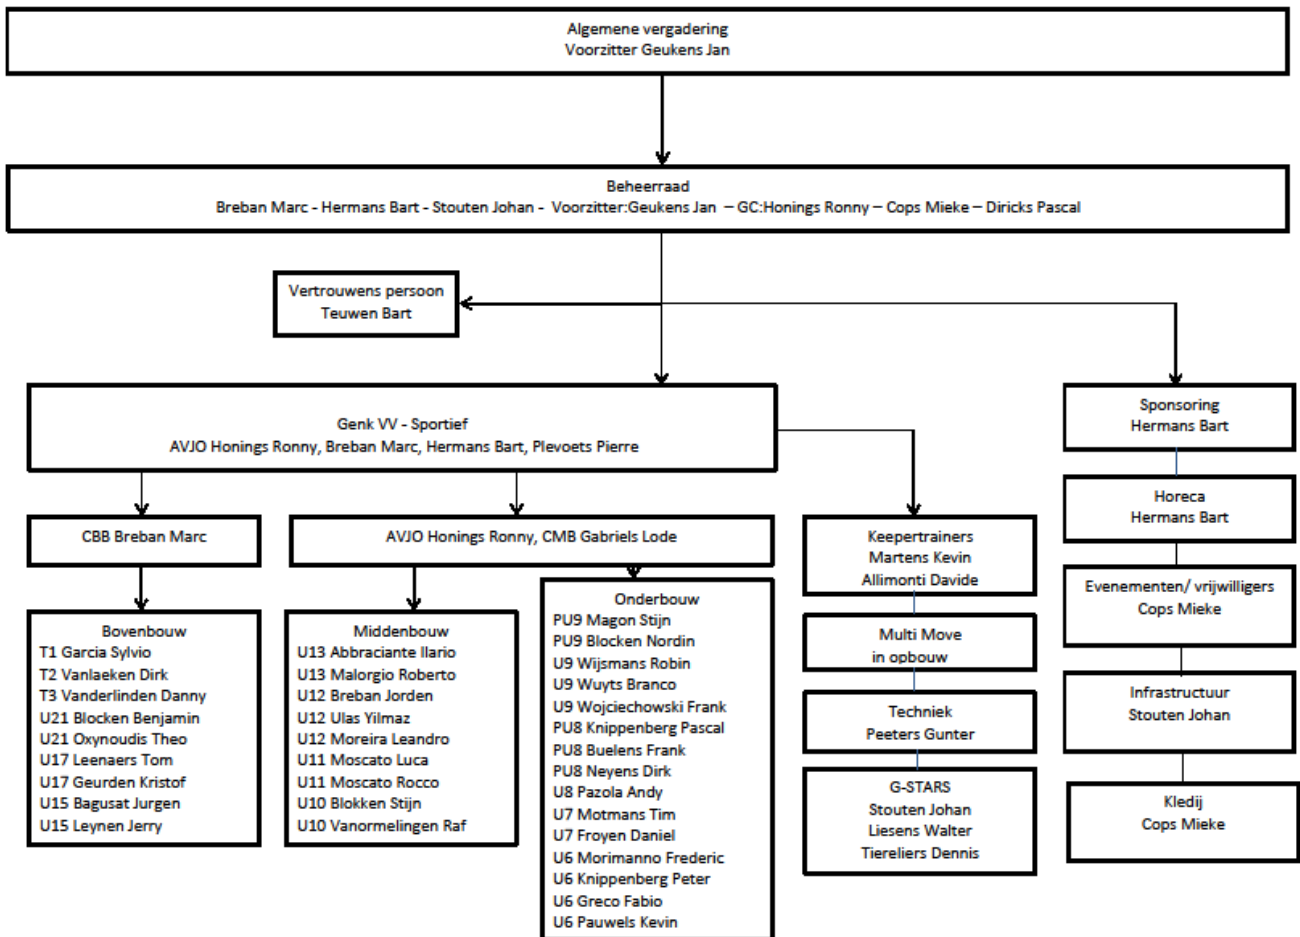 Algemene vergadering
Voorzitter Geukens Jan
Beheerraad
Breban Marc - Hermans Bart - Stouten Johan - Voorzitter:Geukens Jan – GC:Honings Ronny – Cops Mieke – Diricks Pascal
Vertrouwens persoon
Teuwen Bart
Genk VV - Sportief
AVJO Honings Ronny, Breban Marc, Hermans Bart, Plevoets Pierre
CBB Breban Marc
Bovenbouw
T1 Garcia Sylvio
T2 Vanlaeken Dirk
T3 Vanderlinden Danny
U21 Blocken Benjamin
U21 Oxynoudis Theo
U17 Leenaers Tom
U17 Geurden Kristof
U15 Bagusat Jurgen
U15 Leynen Jerry
AVJO Honings Ronny, CMB Gabriels Lode
Middenbouw
U13 Abbraciante Ilario
U13 Malorgio Roberto
U12 Breban Jorden
U12 Ulas Yilmaz
U12 Moreira Leandro
U11 Moscato Luca
U11 Moscato Rocco
U10 Blokken Stijn
U10 Vanormelingen Raf
Onderbouw
PU9 Magon Stijn
PU9 Blocken Nordin
U9 Wijsmans Robin
U9 Wuyts Branco
U9 Wojciechowski Frank
PU8 Knippenberg Pascal
PU8 Buelens Frank
PU8 Neyens Dirk
U8 Pazola Andy
U7 Motmans Tim
U7 Froyen Daniel
U6 Morimanno Frederic
U6 Knippenberg Peter
U6 Greco Fabio
U6 Pauwels Kevin
Keepertrainers
Martens Kevin
Allimonti Davide
Multi Move
in opbouw
Techniek
Peeters Gunter
G-STARS
Stouten Johan
Liesens Walter
Tiereliers Dennis
Sponsoring
Hermans Bart
Horeca
Hermans Bart
Evenementen/ vrijwilligers
Cops Mieke
Infrastructuur
Stouten Johan
Kledij
Cops Mieke